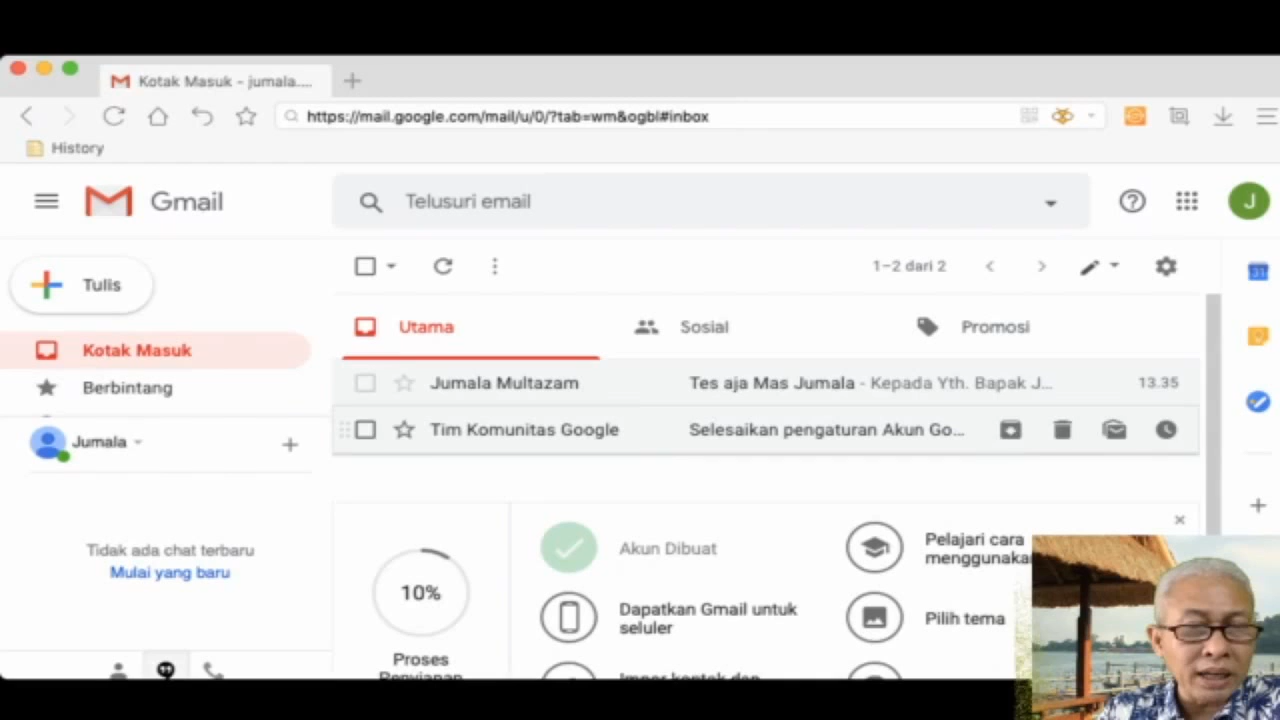 Kotak Masuk - jumala....
https://mail.google.com/mail/u/0/?tab=wm&ogbl#inbox
History
Gmail
Telusuri email
J
Tulis
1–2 dari 2
31
Utama
Sosial
Promosi
Kotak Masuk
Jumala Multazam
Tes aja Mas Jumala - Kepada Yth. Bapak J...
13.35
Berbintang
Tim Komunitas Google
Selesaikan pengaturan Akun Go...
Jumala
Tidak ada chat terbaru
Mulai yang baru
10%
Proses
Akun Dibuat
Pelajari cara
Dapatkan Gmail untuk
seluler
Pilih tema